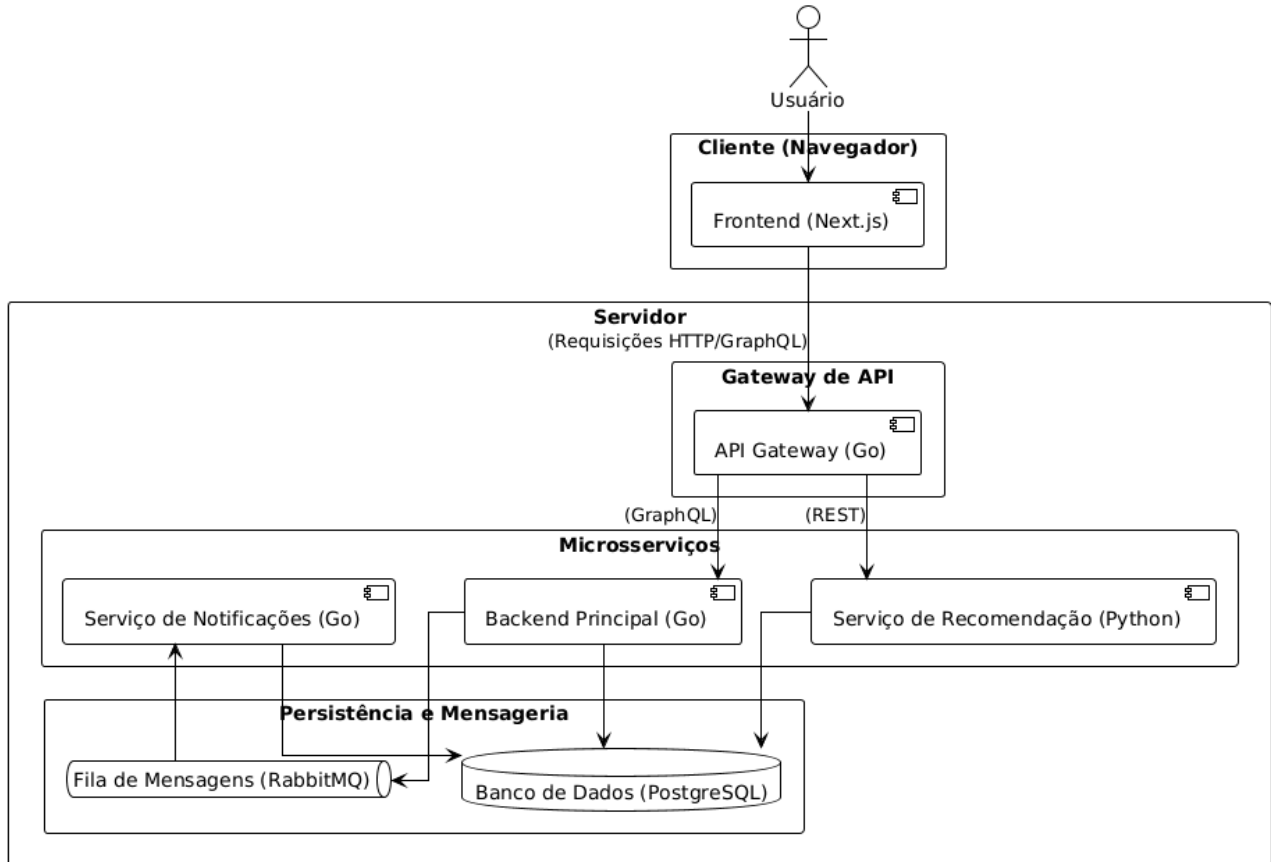 Usuário
Cliente (Navegador)
Frontend (Next.js)
Servidor
(Requisições HTTP/GraphQL)
Gateway de API
API Gateway (Go)
(GraphQL)
(REST)
Microsserviços
Serviço de Notificações (Go)
Backend Principal (Go)
Serviço de Recomendação (Python)
Persistência e Mensageria
Fila de Mensagens (RabbitMQ)
Banco de Dados (PostgreSQL)